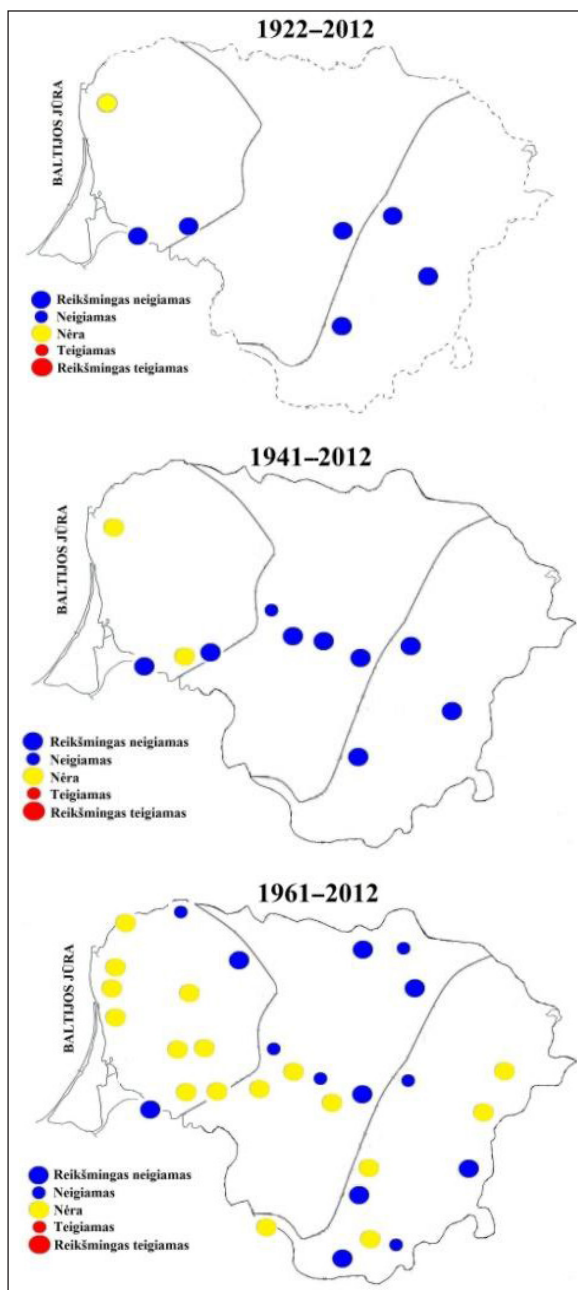 1922–2012
BALTIJOS JŪRA
Reikšmingas neigiamas
Neigiamas
Nėra
Teigiamas
Reikšmingas teigiamas
1941–2012
BALTIJOS JŪRA
Reikšmingas neigiamas
Neigiamas
Nėra
Teigiamas
Reikšmingas teigiamas
1961–2012
BALTIJOS JŪRA
Reikšmingas neigiamas
Neigiamas
Nėra
Teigiamas
Reikšmingas teigiamas